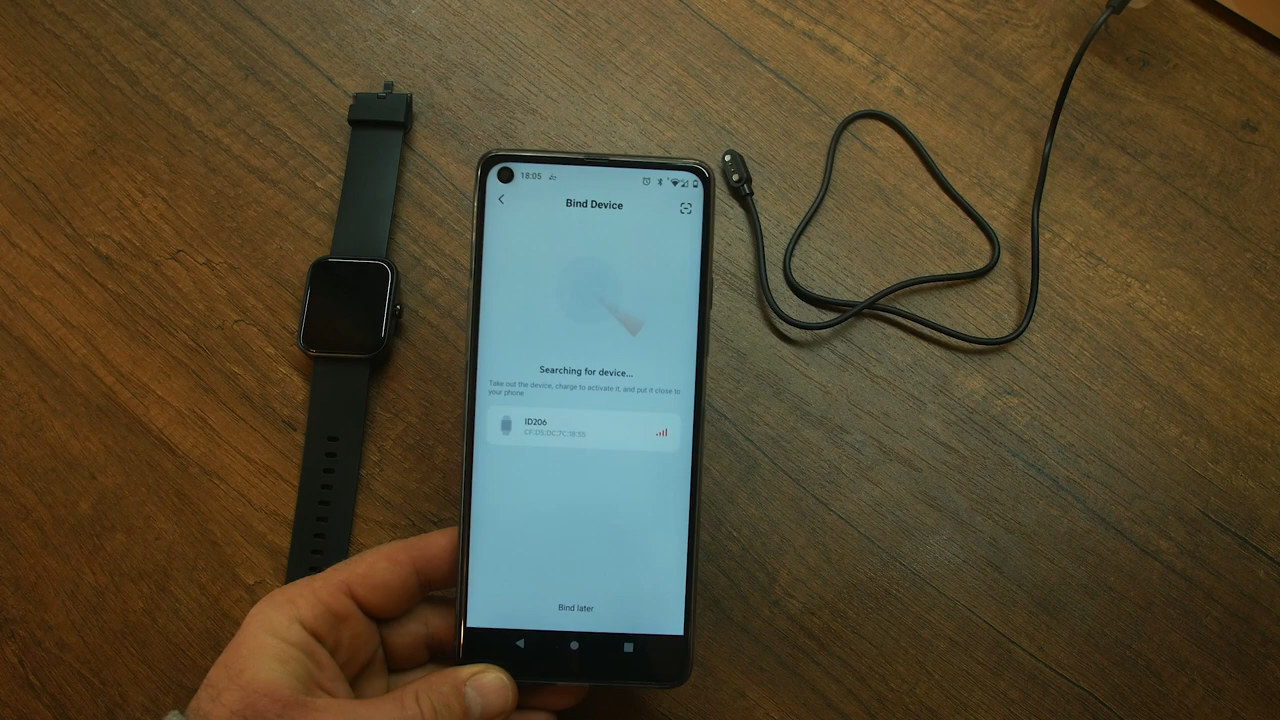 18:05
Bind Device
Searching for device...
Take out the device, charge to activate it, and put it close to
your phone
ID206
Bind later